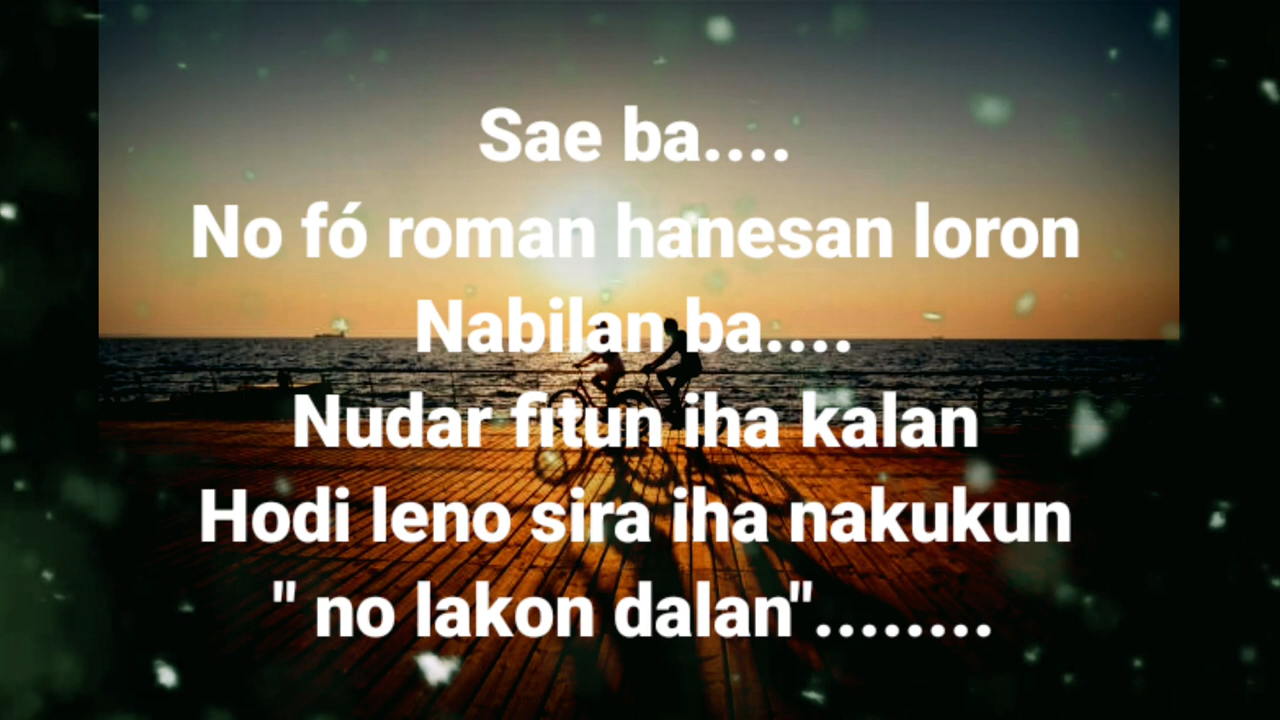 Sae ba....
No fó roman hanesan loron
Nabilan ba....
Nudar fitun iha kalan
Hodi leno sira iha nakukun
" no lakon dalan"........